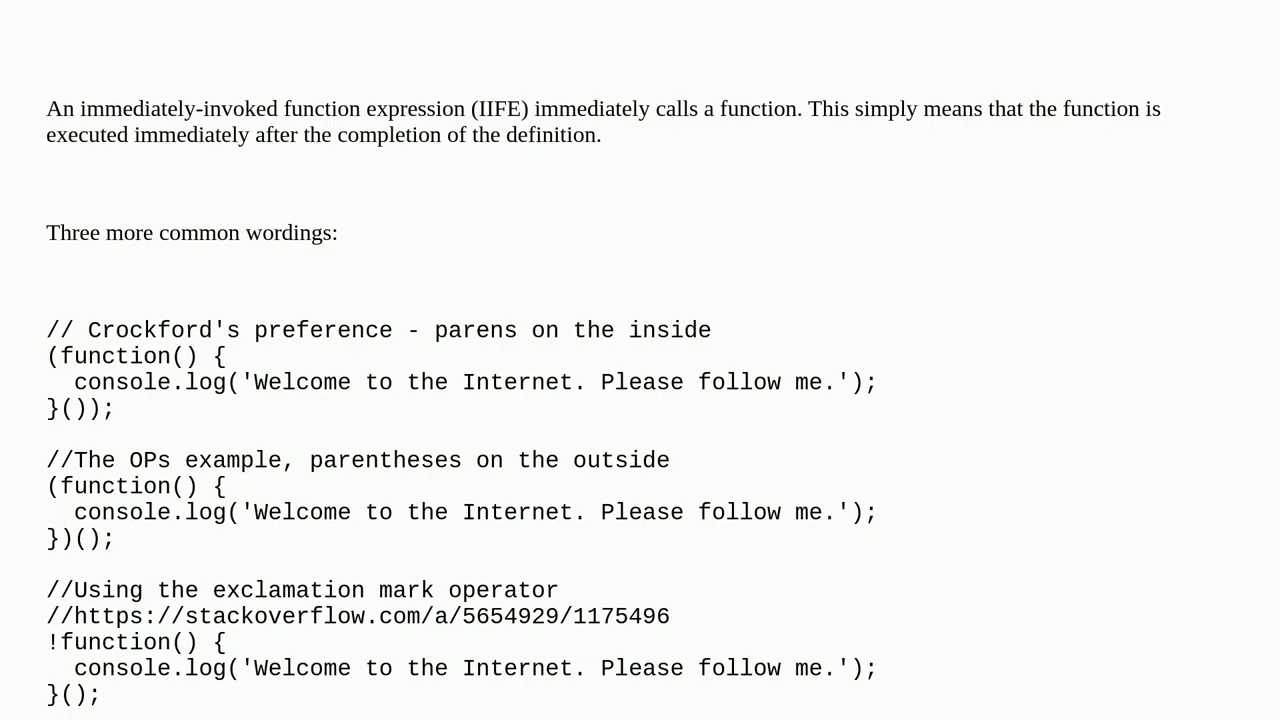 An immediately-invoked function expression (IIFE) immediately calls a function. This simply means that the function is
executed immediately after the completion of the definition.
Three more common wordings:
// Crockford's preference - parens on the inside
(function() {
  console.log('Welcome to the Internet. Please follow me.');
}());
//The OPs example, parentheses on the outside
(function() {
  console.log('Welcome to the Internet. Please follow me.');
})();
//Using the exclamation mark operator
//https://stackoverflow.com/a/5654929/1175496
!function() {
  console.log('Welcome to the Internet. Please follow me.');
}();